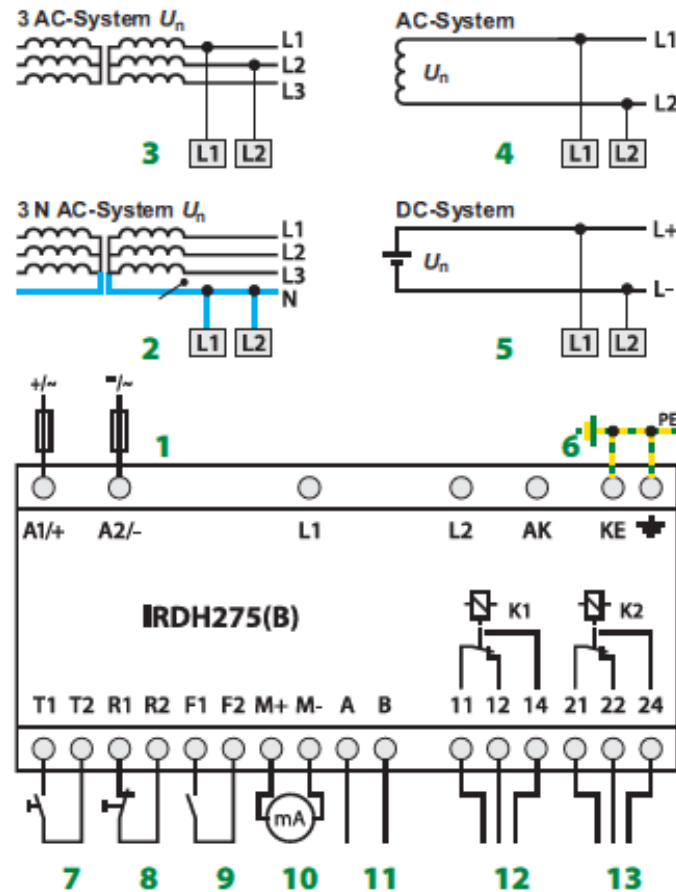 3 AC-System Un
L1
L2
L3
3
L1 L2
AC-System
L1
Un
L2
4
L1 L2
3 N AC-System Un
L1
L2
L3
N
2
L1 L2
DC-System
L+
Un
L-
5
L1 L2
+/~ -/~
1
6
PE
A1/+ A2/- L1 L2 AK KE
IRDH275(B)
K1 K2
T1 T2 R1 R2 F1 F2 M+ M- A B 11 12 14 21 22 24
mA
7 8 9 10 11 12 13